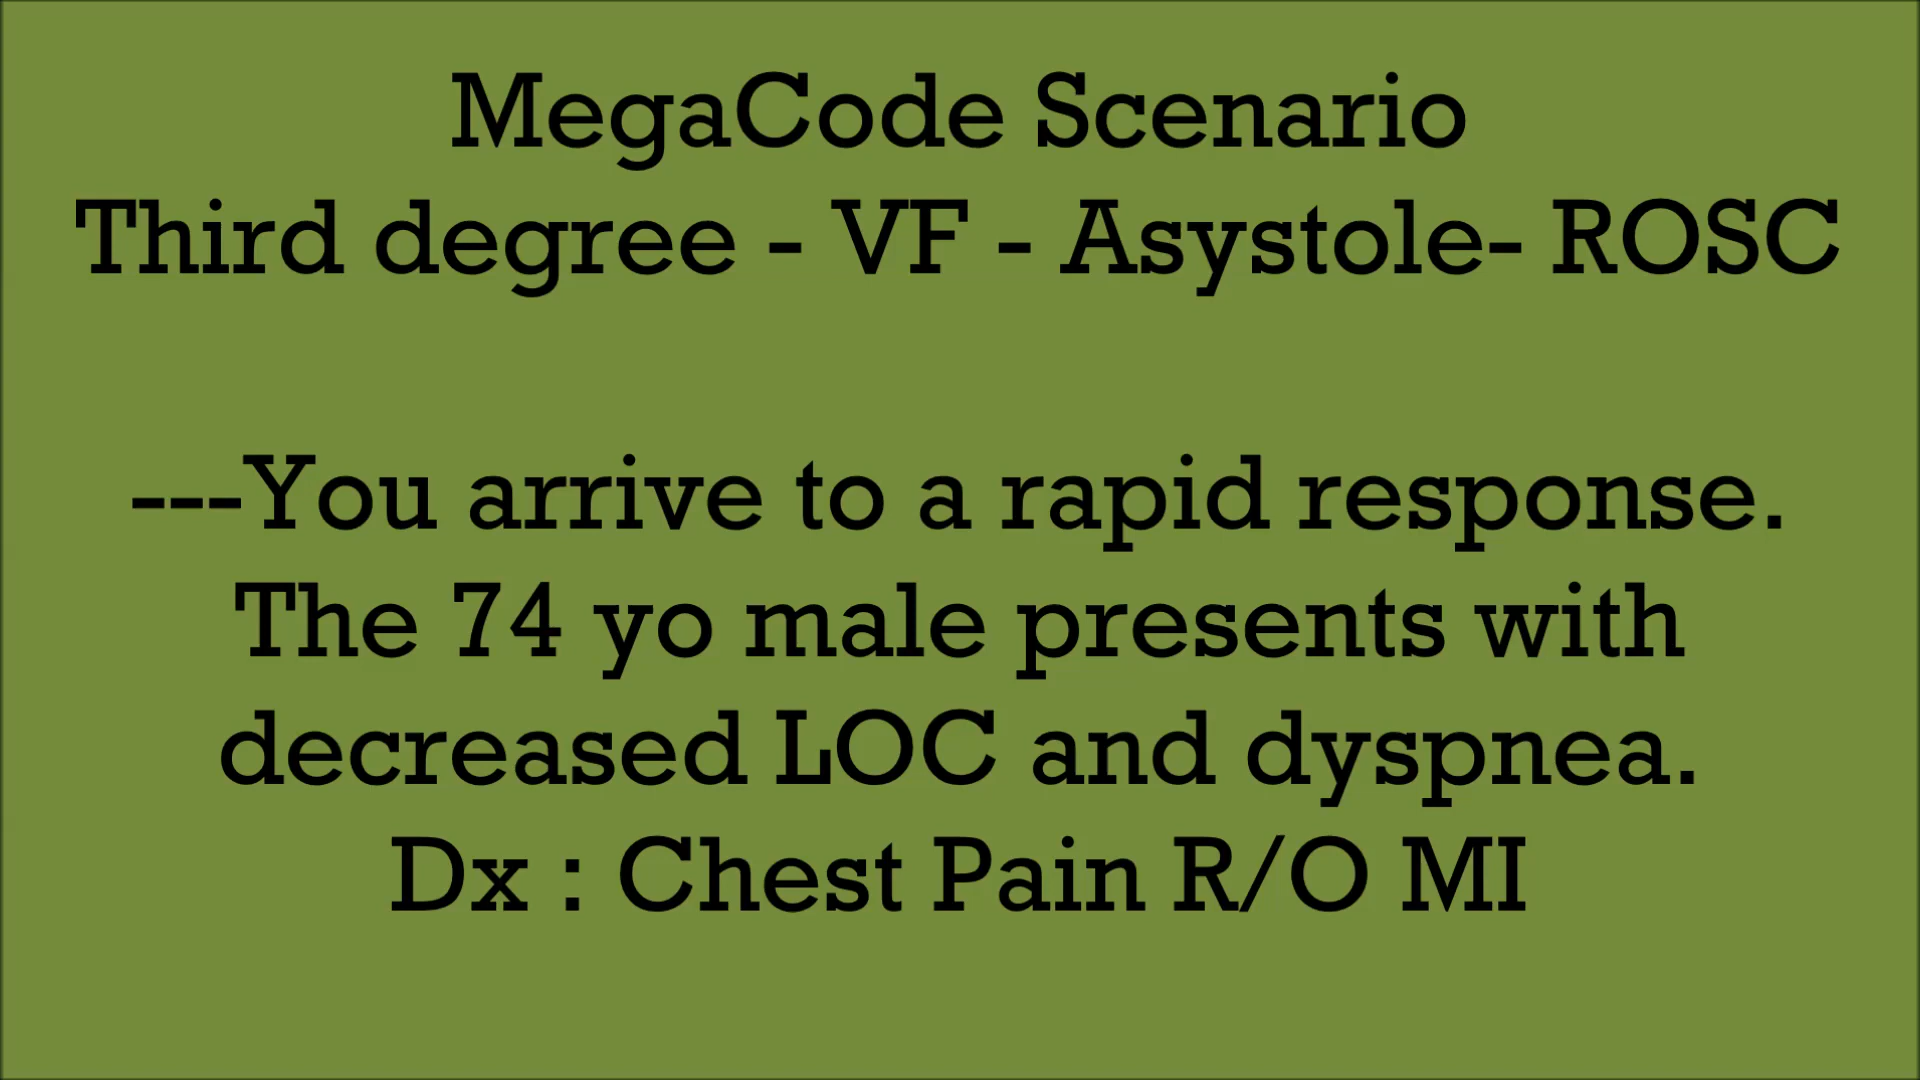 MegaCode Scenario
Third degree - VF - Asystole- ROSC
---You arrive to a rapid response.
The 74 yo male presents with
decreased LOC and dyspnea.
Dx : Chest Pain R/O MI